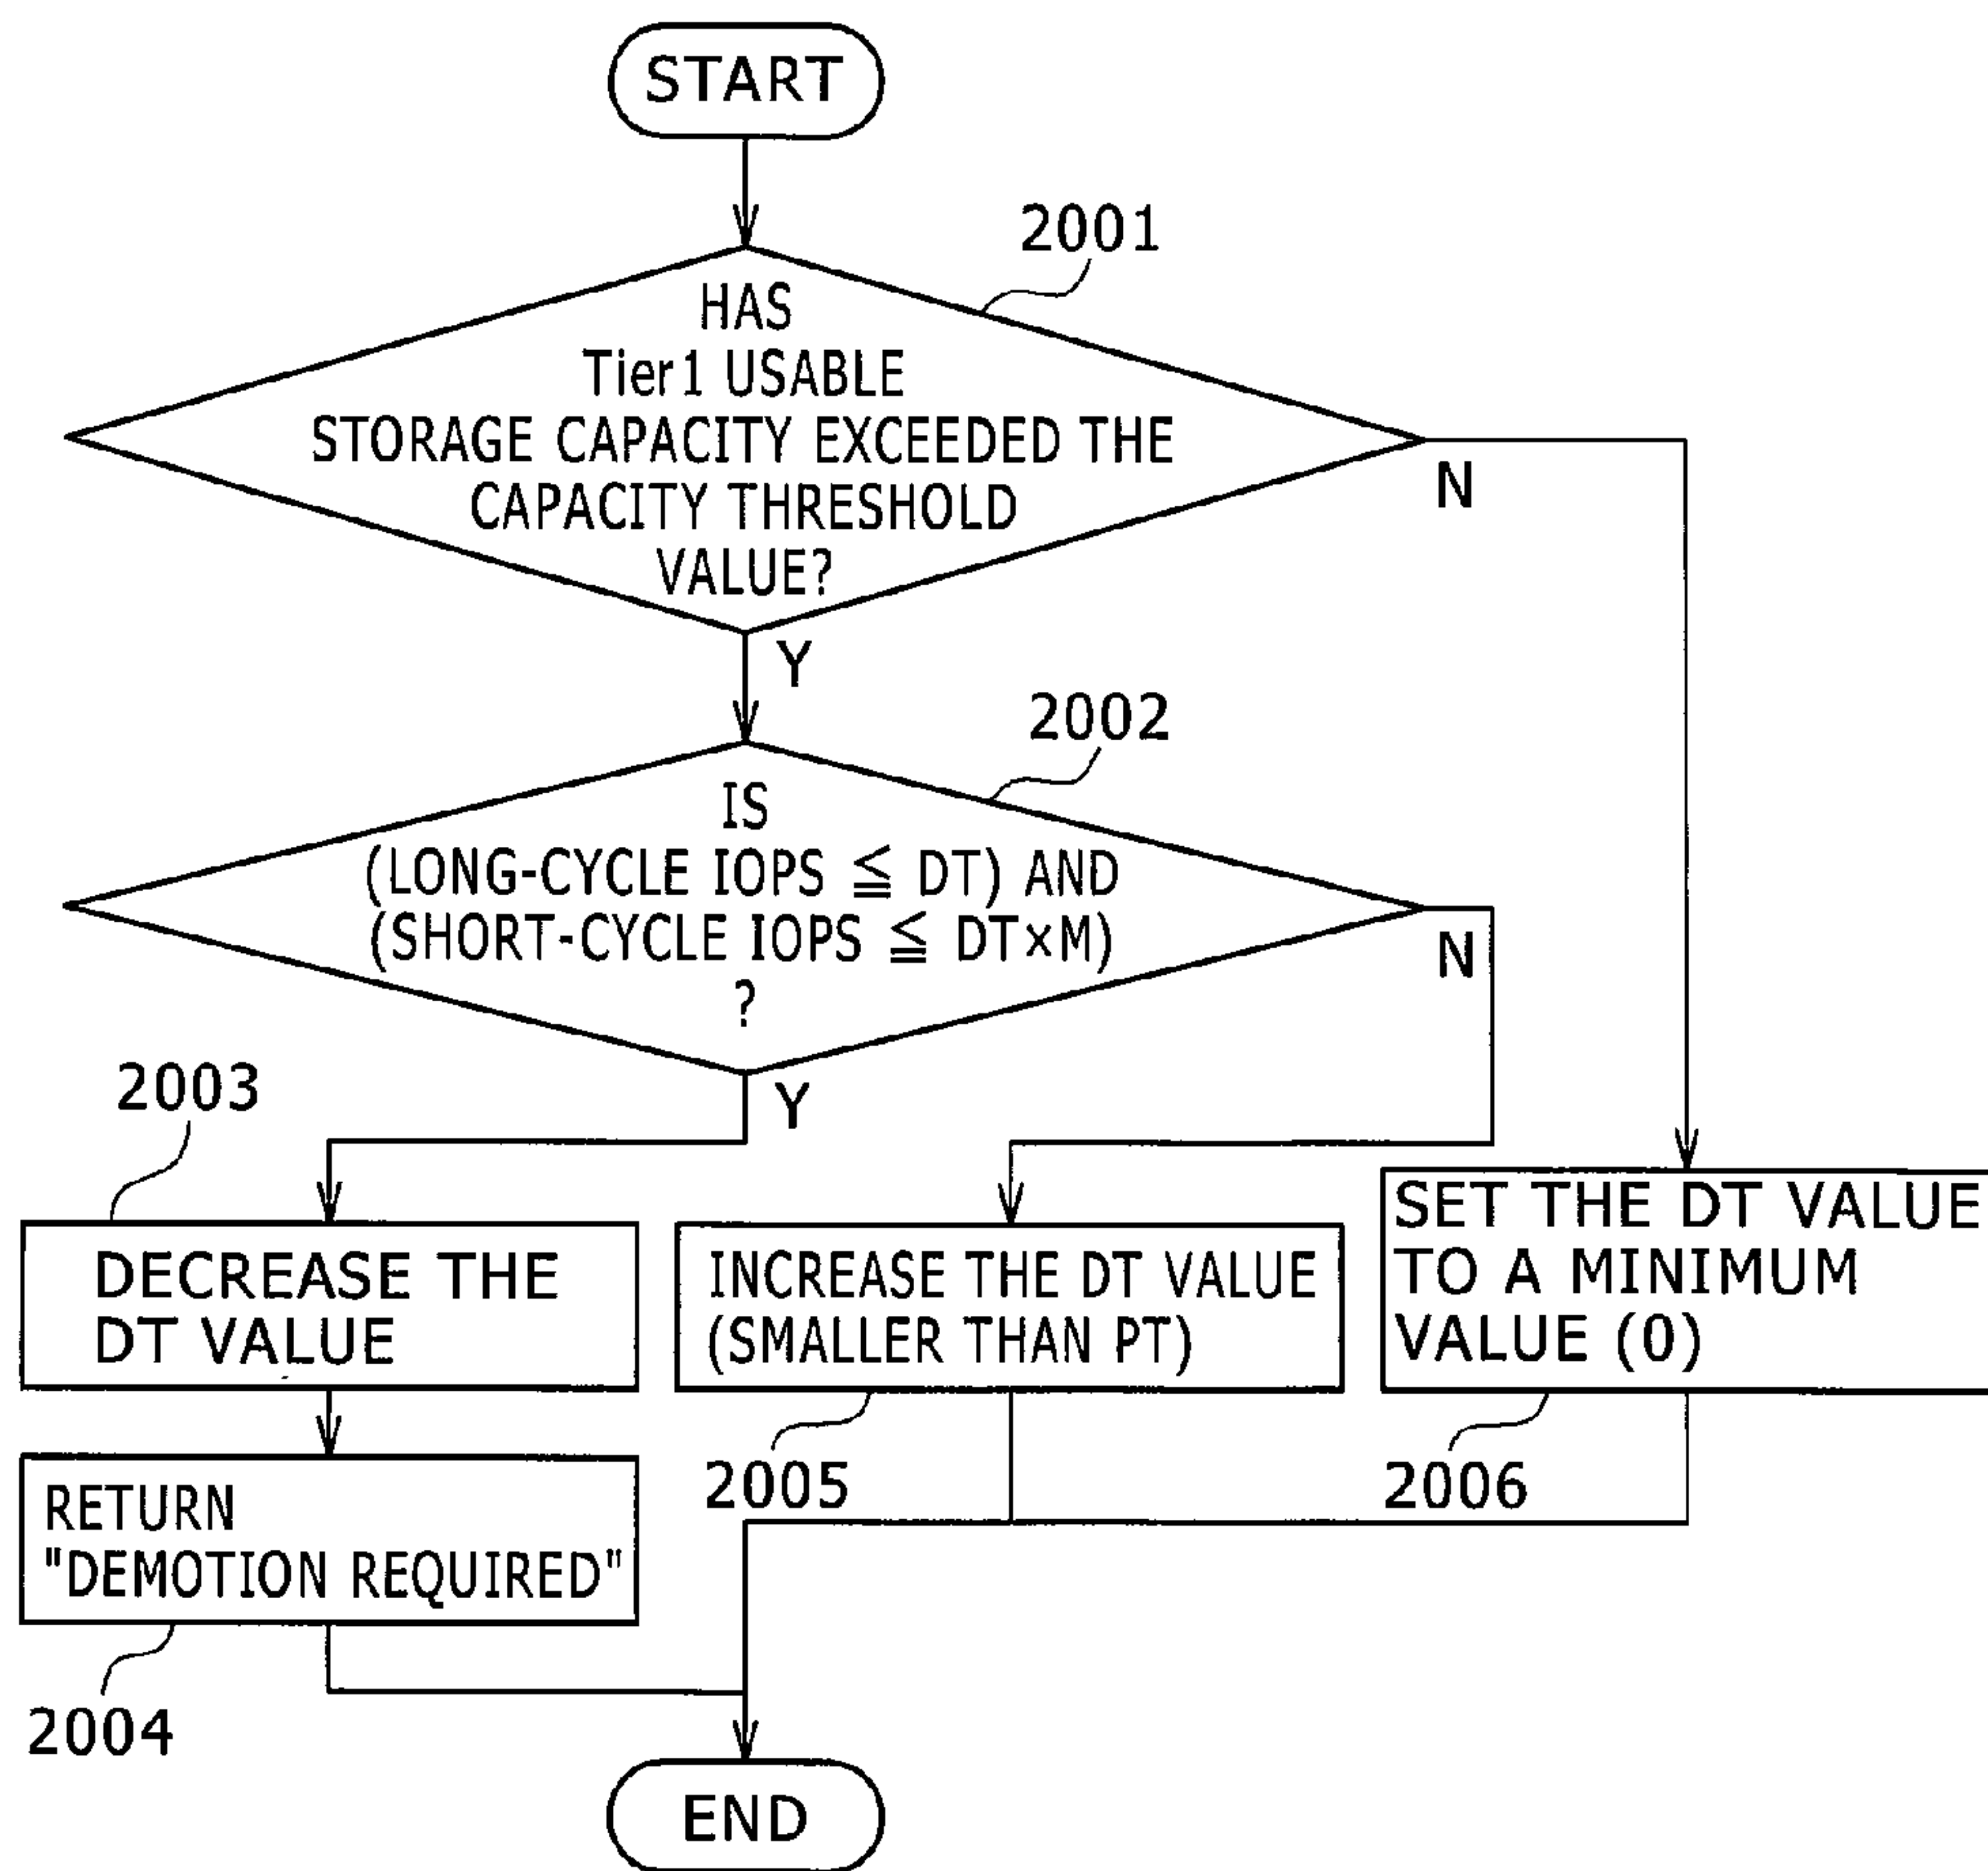 START
2001
HAS
Tier1 USABLE
STORAGE CAPACITY EXCEEDED THE
CAPACITY THRESHOLD
VALUE?
N
Y
2002
IS
(LONG-CYCLE IOPS ≦ DT) AND
(SHORT-CYCLE IOPS ≦ DT×M)
?
N
Y
2003
DECREASE THE
DT VALUE
INCREASE THE DT VALUE
(SMALLER THAN PT)
SET THE DT VALUE
TO A MINIMUM
VALUE (0)
2005
2006
RETURN
"DEMOTION REQUIRED"
2004
END